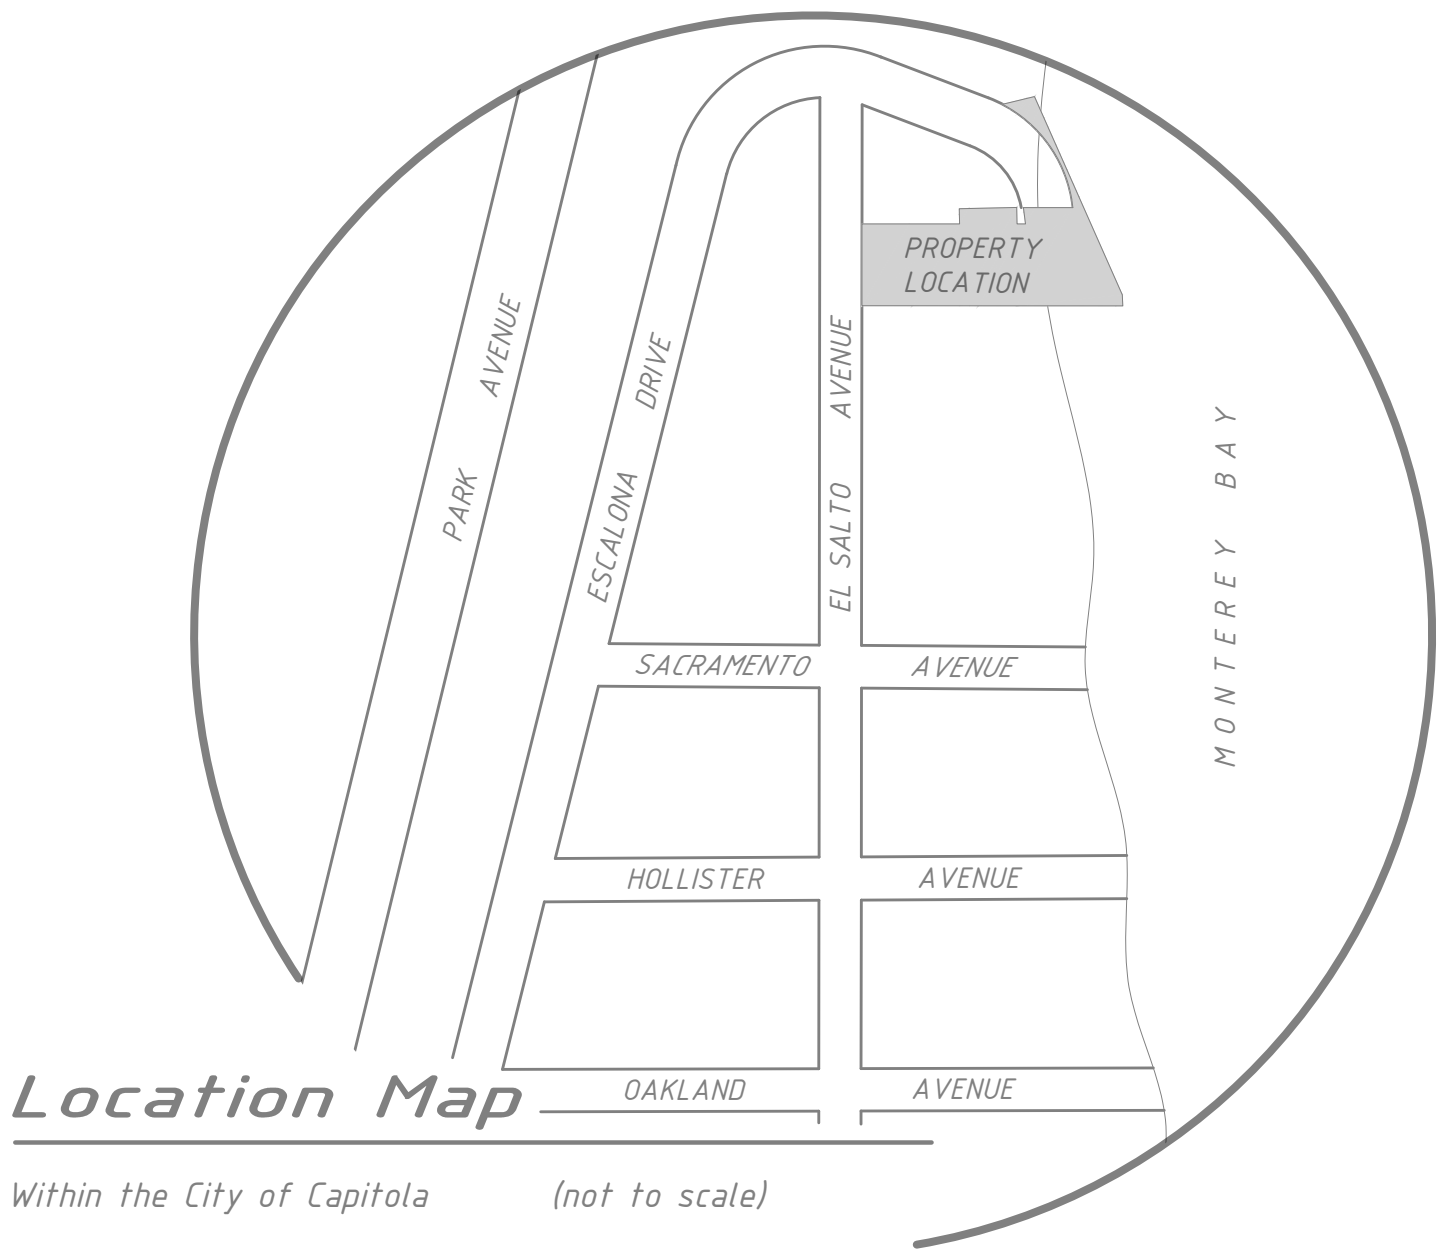 PARK AVENUE
ESCALONA DRIVE
EL SALTO AVENUE
PROPERTY
LOCATION
MONTEREY BAY
SACRAMENTO AVENUE
HOLLISTER AVENUE
OAKLAND AVENUE
Location Map
Within the City of Capitola (not to scale)